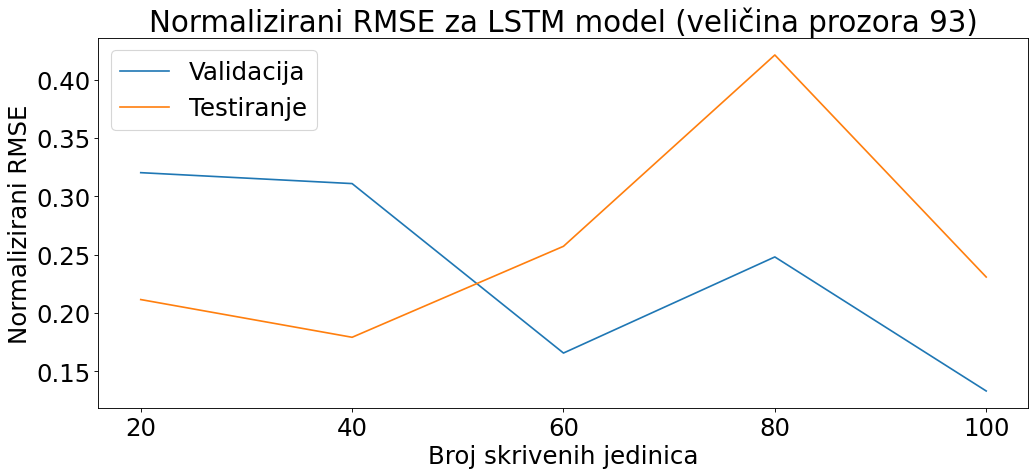 Normalizirani RMSE za LSTM model (veličina prozora 93)
Validacija
Testiranje
Normalizirani RMSE
0.40
0.35
0.30
0.25
0.20
0.15
20 40 60 80 100
Broj skrivenih jedinica